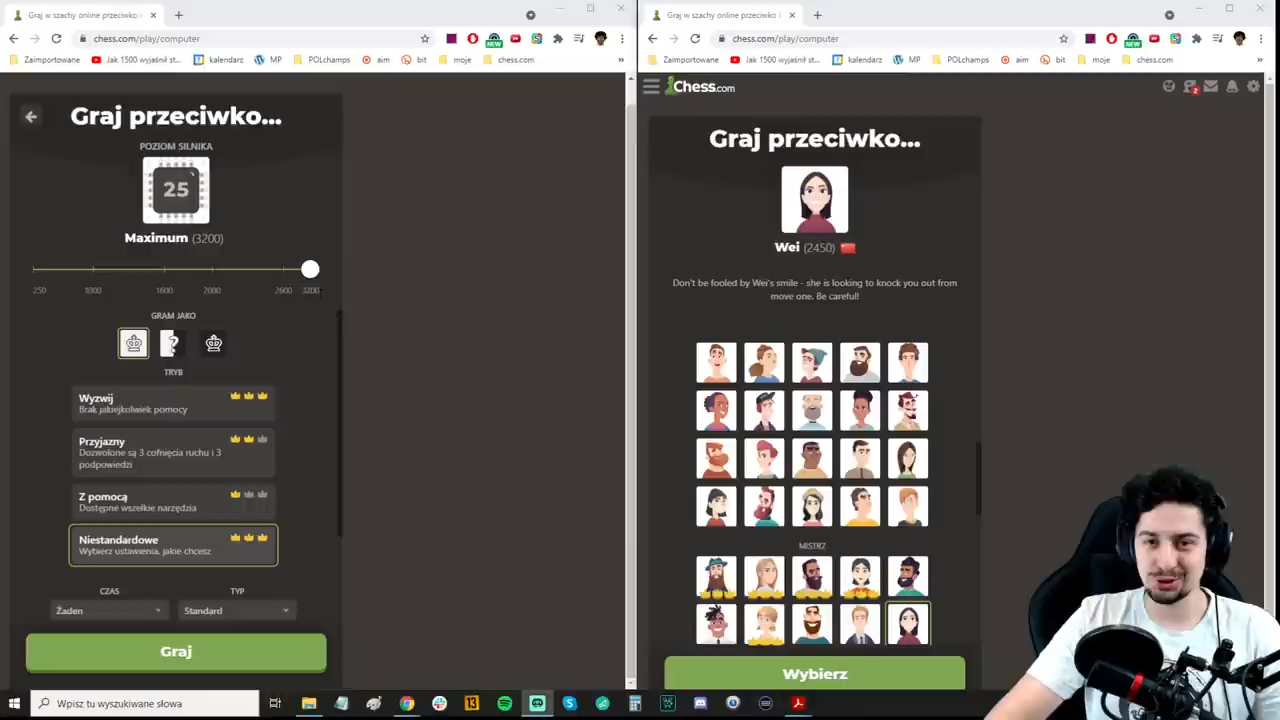 Graj w szachy online przeciwko
chess.com/play/computer
Zaimportowane
Jak 1500 wyjaśnił st...
kalendarz
MP
POLchamps
aim
bit
moje
chess.com
»
Graj przeciwko...
POZIOM SILNIKA
25
Maximum (3200)
250 1000 1600 2000 2600 3200
GRAM JAKO
TRYB
Wyzwij
Brak jakiejkolwiek pomocy
Przyjazny
Dozwolone są 3 cofnięcia ruchu i 3
podpowiedzi
Z pomocą
Dostępne wszelkie narzędzia
Niestandardowe
Wybierz ustawienia, jakie chcesz
CZAS TYP
Żaden Standard
Graj
Graj w szachy online przeciwko
chess.com/play/computer
Zaimportowane
Jak 1500 wyjaśnił st...
kalendarz
MP
POLchamps
aim
bit
moje
chess.com
»
Chess.com
2
Graj przeciwko...
Wei (2450)
Don't be fooled by Wei's smile - she is looking to knock you out from
move one. Be careful!
MISTRZ
Wybierz
Wpisz tu wyszukiwane słowa
13